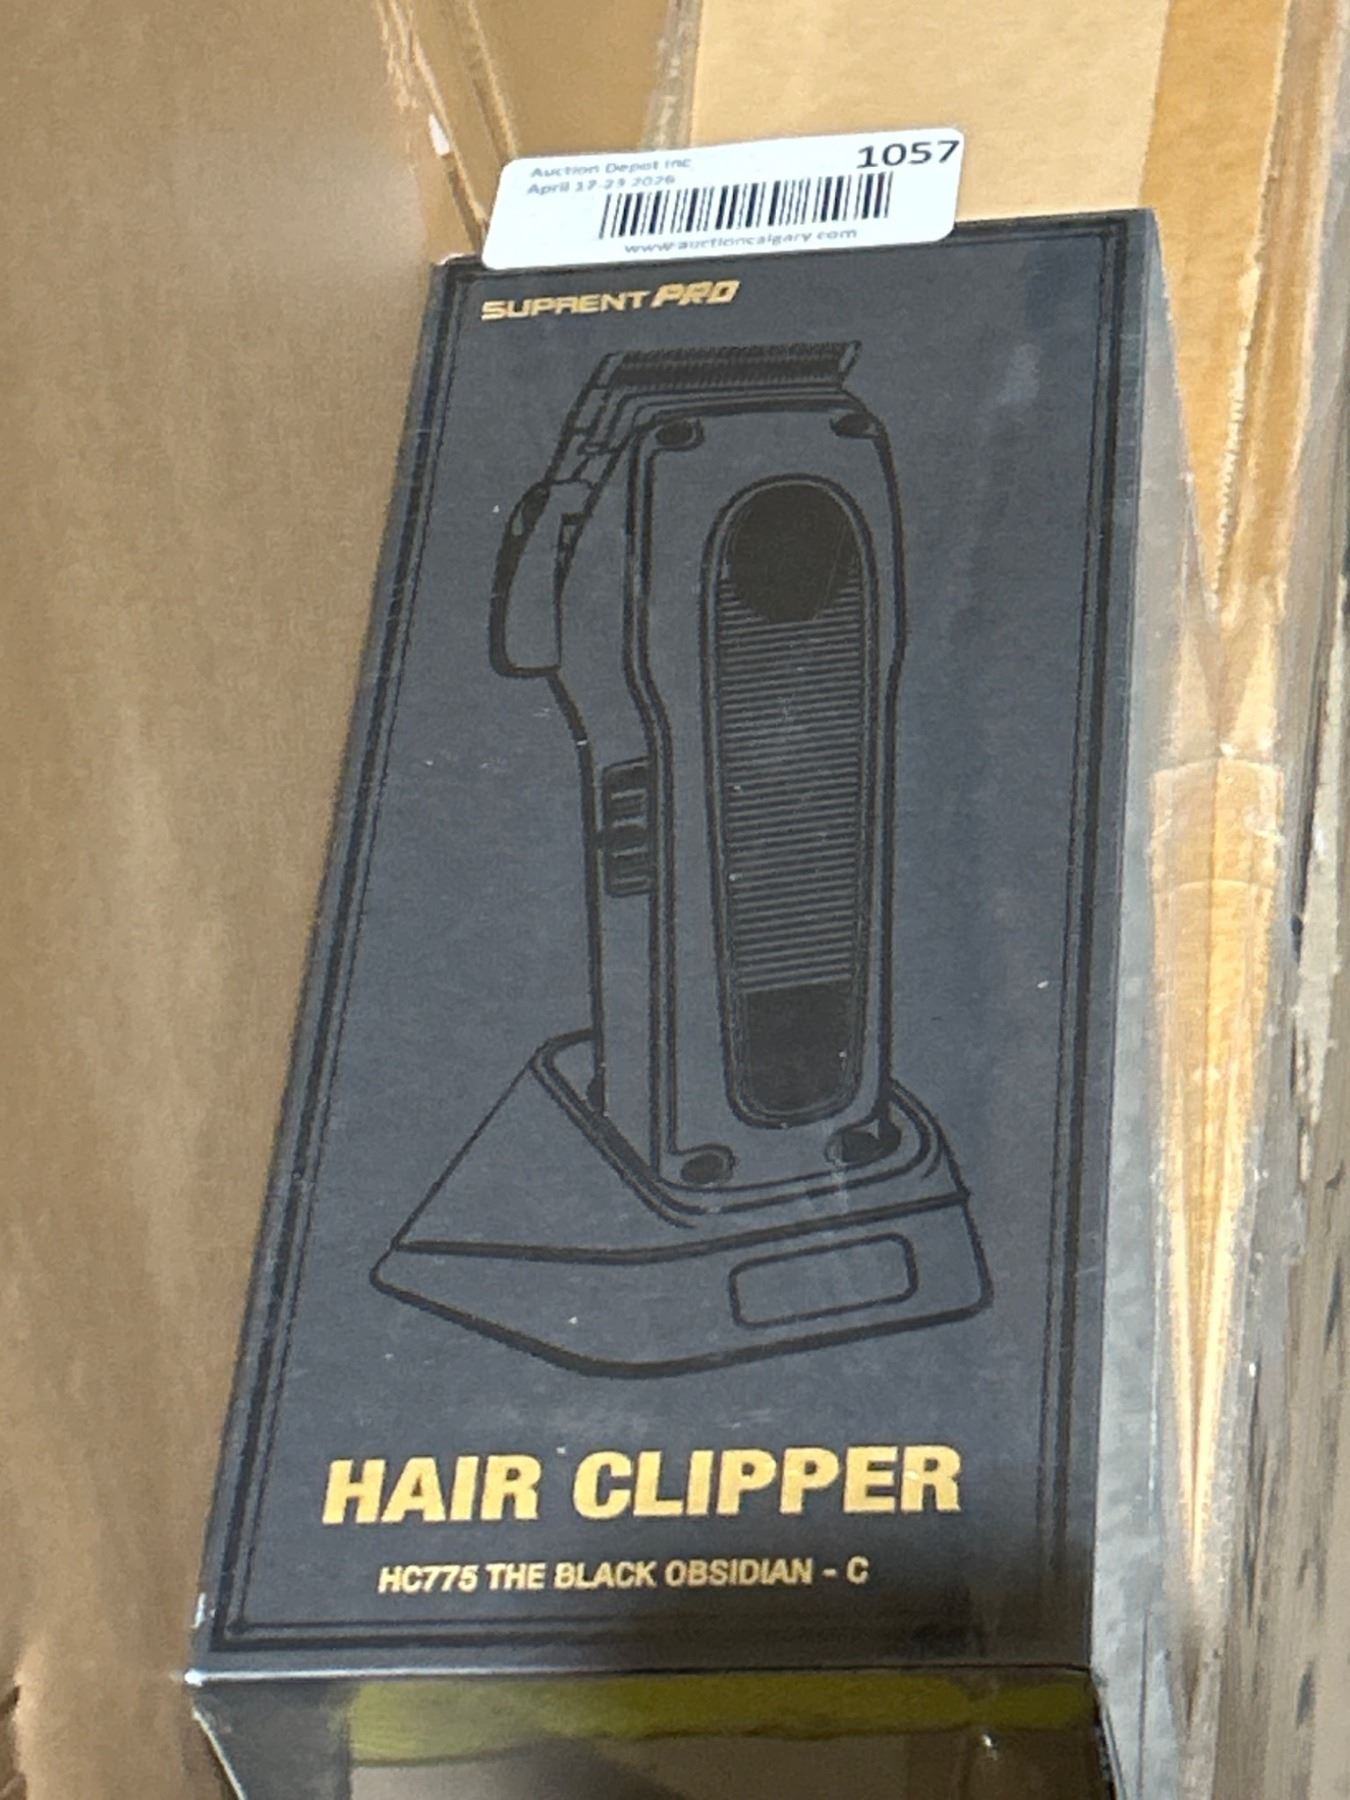 Auction Depot Inc
1057
April 17-23 2026
www.auctioncalgary.com
SUPRENT PRO
HAIR CLIPPER
HC775 THE BLACK OBSIDIAN - C